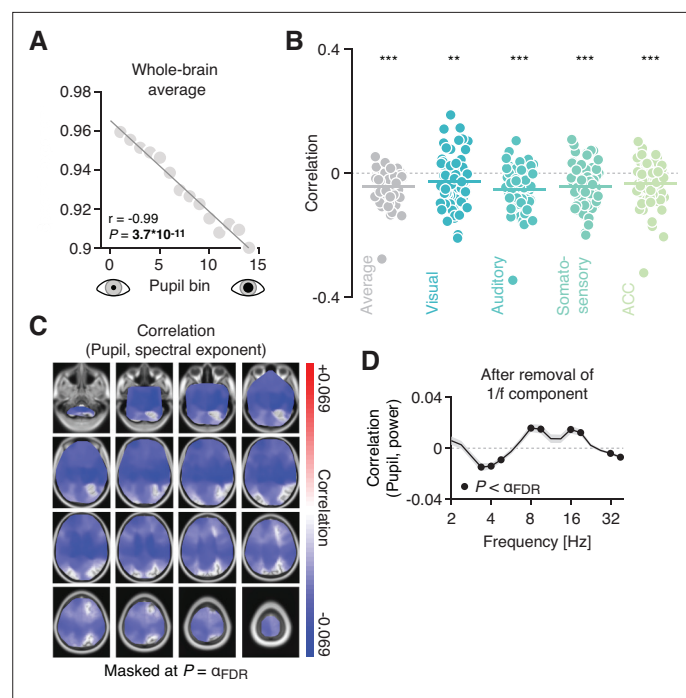 A
Whole-brain
average
0.98
0.96
0.94
0.92
0.9
r = -0.99
P = 3.7*10-11
0 5 10 15
Pupil bin
B
0.4
0
-0.4
Correlation
*** ** *** *** ***
Average
Visual
Auditory
Somato-
sensory
ACC
C
Correlation
(Pupil, spectral exponent)
+0.069
Correlation
-0.069
Masked at P = αFDR
D
After removal of
1/f component
0.04
0
-0.04
Correlation
(Pupil, power)
P < αFDR
2 4 8 16 32
Frequency [Hz]